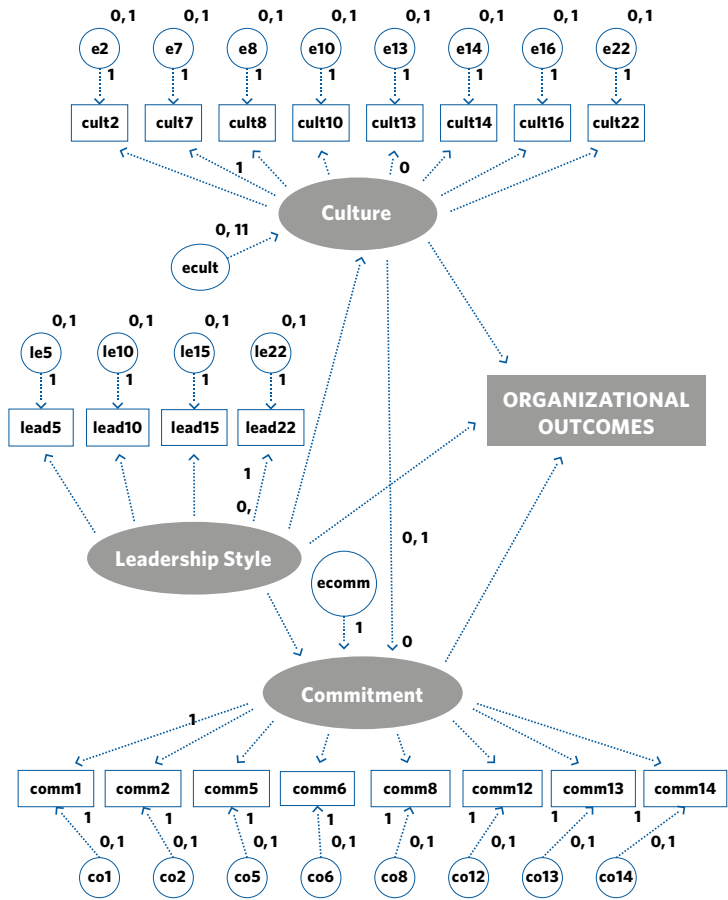 0, 1 0, 1 0, 1 0, 1 0, 1 0, 1 0, 1 0, 1
e2 e7 e8 e10 e13 e14 e16 e22
1 1 1 1 1 1 1 1
cult2 cult7 cult8 cult10 cult13 cult14 cult16 cult22
1 0
Culture
0, 11
ecult
0, 1 0, 1 0, 1 0, 1
le5 le10 le15 le22
1 1 1 1
lead5 lead10 lead15 lead22
ORGANIZATIONAL
OUTCOMES
1
0,
0, 1
Leadership Style
ecomm
1
0
Commitment
1
comm1 comm2 comm5 comm6 comm8 comm12 comm13 comm14
1 1 1 1 1 1 1 1
0, 1 0, 1 0, 1 0, 1 0, 1 0, 1 0, 1 0, 1
co1 co2 co5 co6 co8 co12 co13 co14